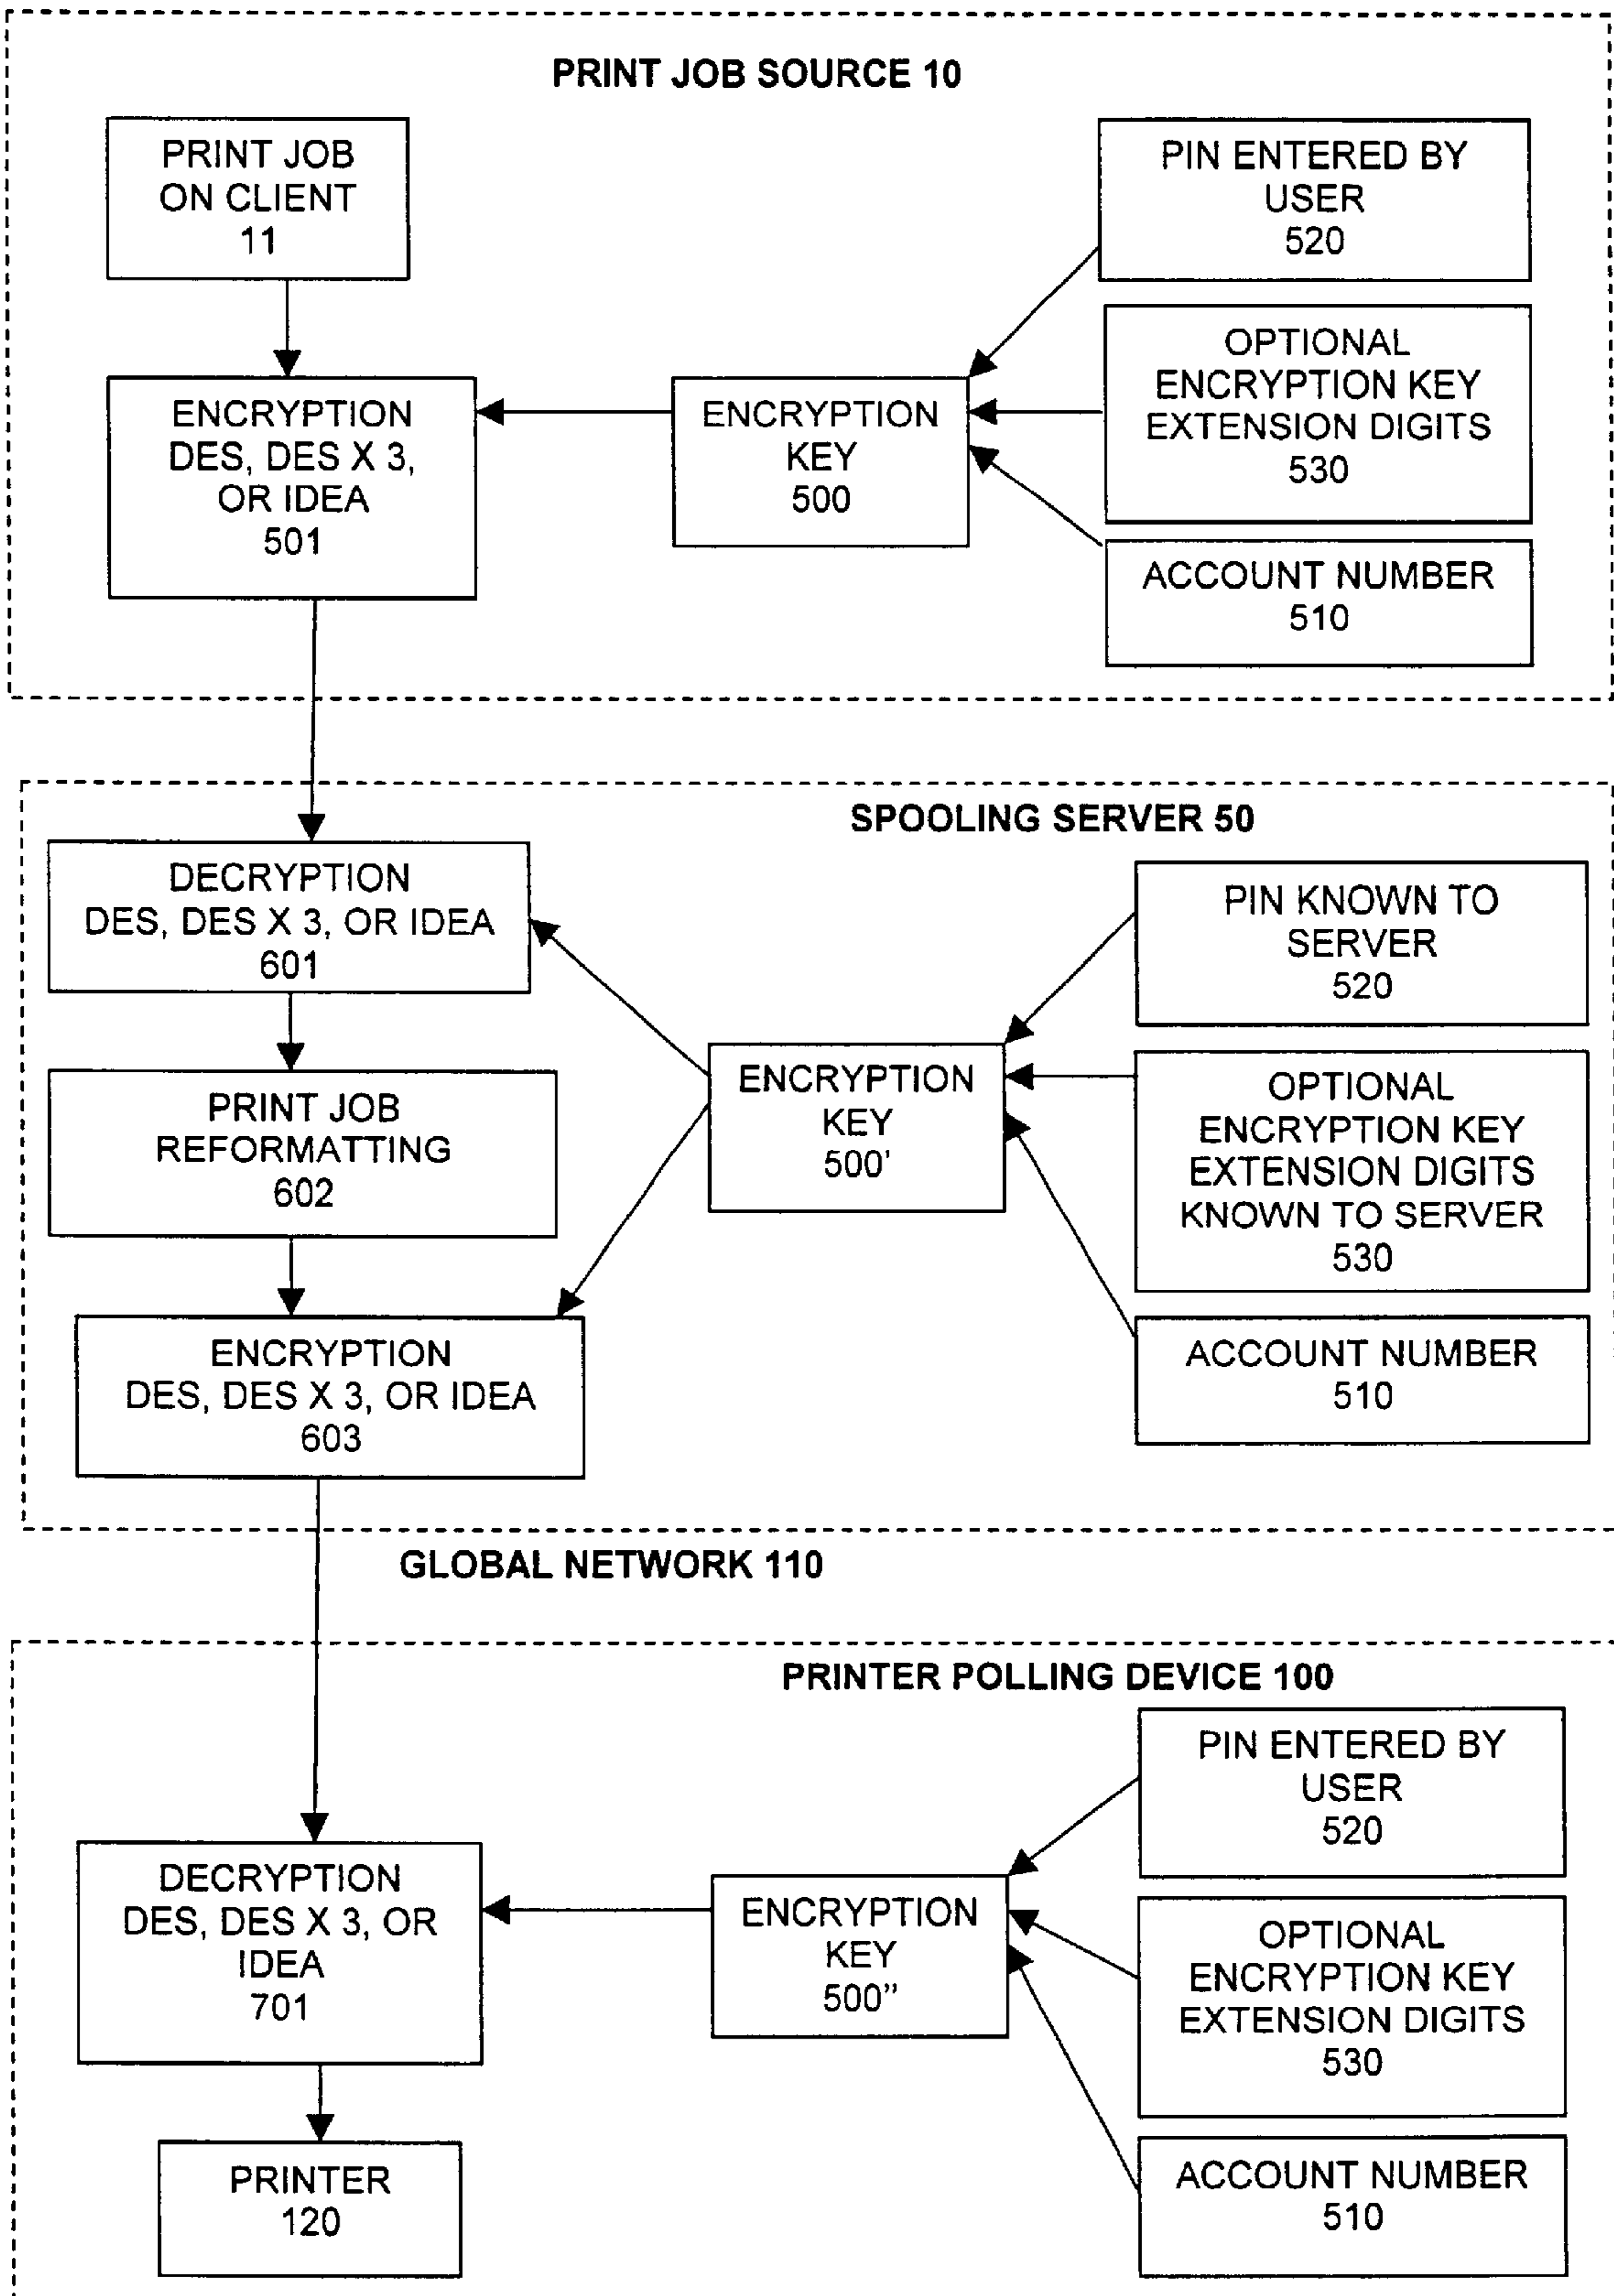 PRINT JOB SOURCE 10
PRINT JOB
ON CLIENT
11
PIN ENTERED BY
USER
520
OPTIONAL
ENCRYPTION KEY
EXTENSION DIGITS
530
ENCRYPTION
DES, DES X 3,
OR IDEA
501
ENCRYPTION
KEY
500
ACCOUNT NUMBER
510
SPOOLING SERVER 50
DECRYPTION
DES, DES X 3, OR IDEA
601
PIN KNOWN TO
SERVER
520
PRINT JOB
REFORMATTING
602
ENCRYPTION
KEY
500'
OPTIONAL
ENCRYPTION KEY
EXTENSION DIGITS
KNOWN TO SERVER
530
ENCRYPTION
DES, DES X 3, OR IDEA
603
ACCOUNT NUMBER
510
GLOBAL NETWORK 110
PRINTER POLLING DEVICE 100
PIN ENTERED BY
USER
520
DECRYPTION
DES, DES X 3, OR
IDEA
701
ENCRYPTION
KEY
500"
OPTIONAL
ENCRYPTION KEY
EXTENSION DIGITS
530
PRINTER
120
ACCOUNT NUMBER
510